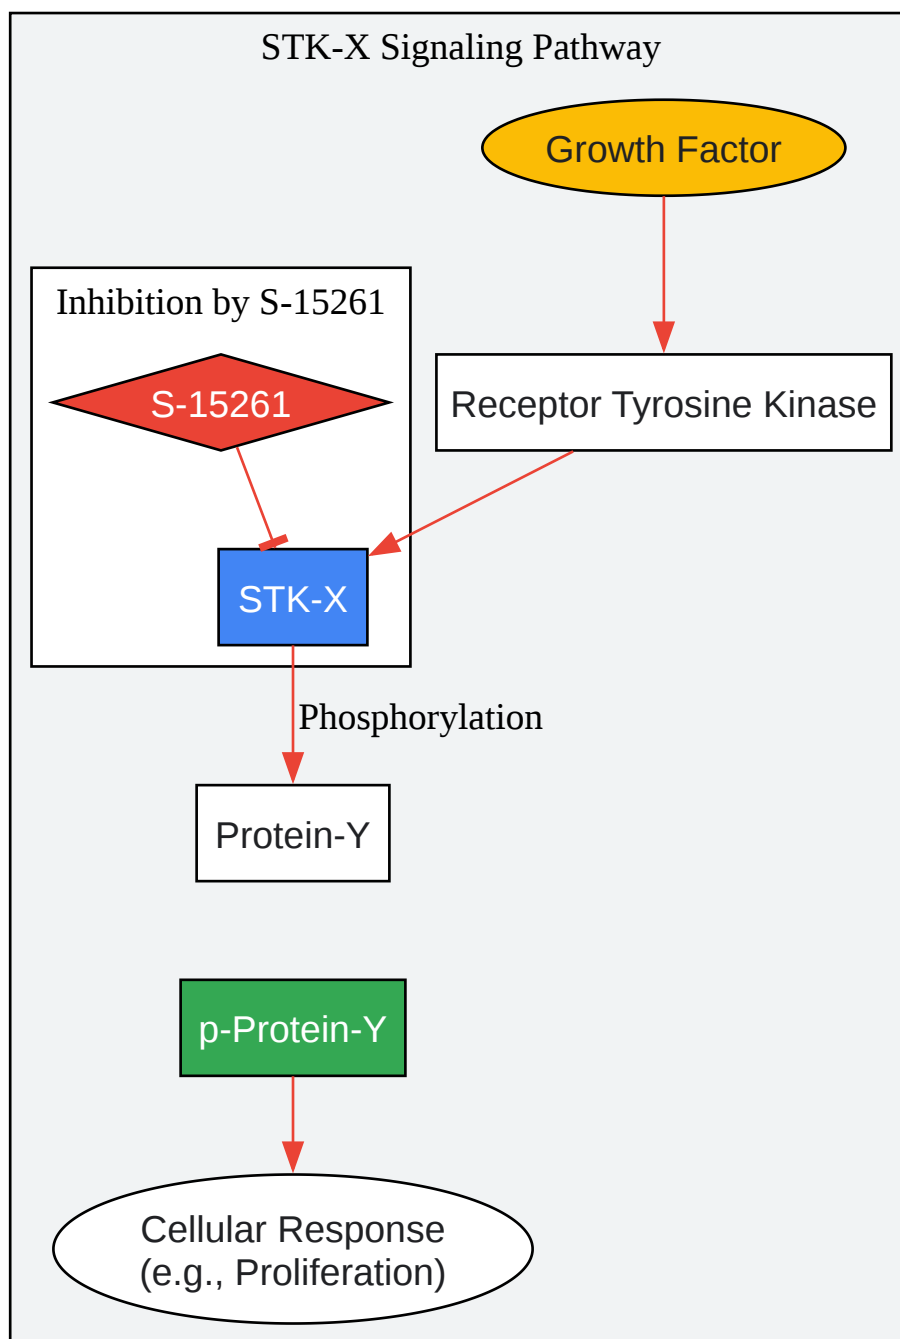 STK-X Signaling Pathway
Growth Factor
Inhibition by S-15261
S-15261
Receptor Tyrosine Kinase
STK-X
Phosphorylation
Protein-Y
p-Protein-Y
Cellular Response
(e.g., Proliferation)